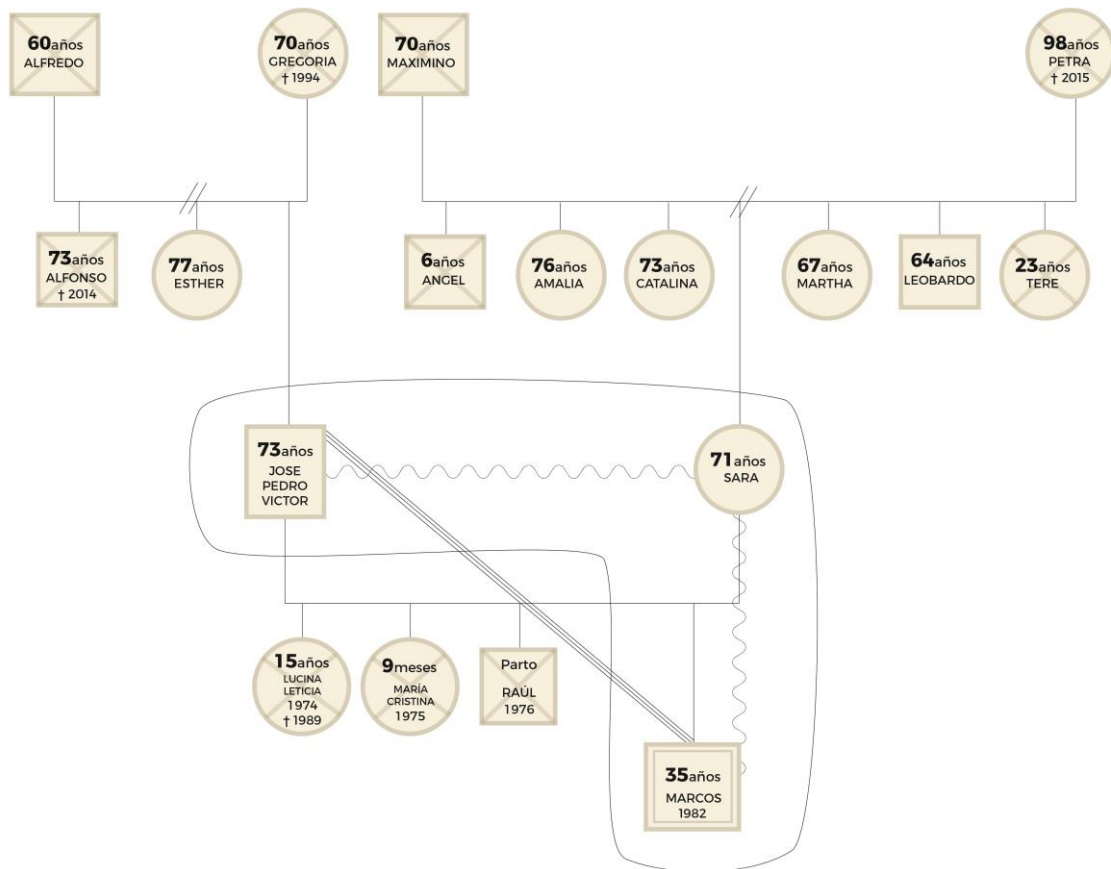 60años
ALFREDO
70años
GREGORIA
† 1994
70años
MAXIMINO
98años
PETRA
† 2015
73años
ALFONSO
† 2014
77años
ESTHER
6años
ANGEL
76años
AMALIA
73años
CATALINA
67años
MARTHA
64años
LEOBARDO
23años
TERE
73años
JOSE
PEDRO
VICTOR
71años
SARA
15años
LUCINA
LETICIA
1974
† 1989
9meses
MARÍA
CRISTINA
1975
Parto
RAÚL
1976
35años
MARCOS
1982